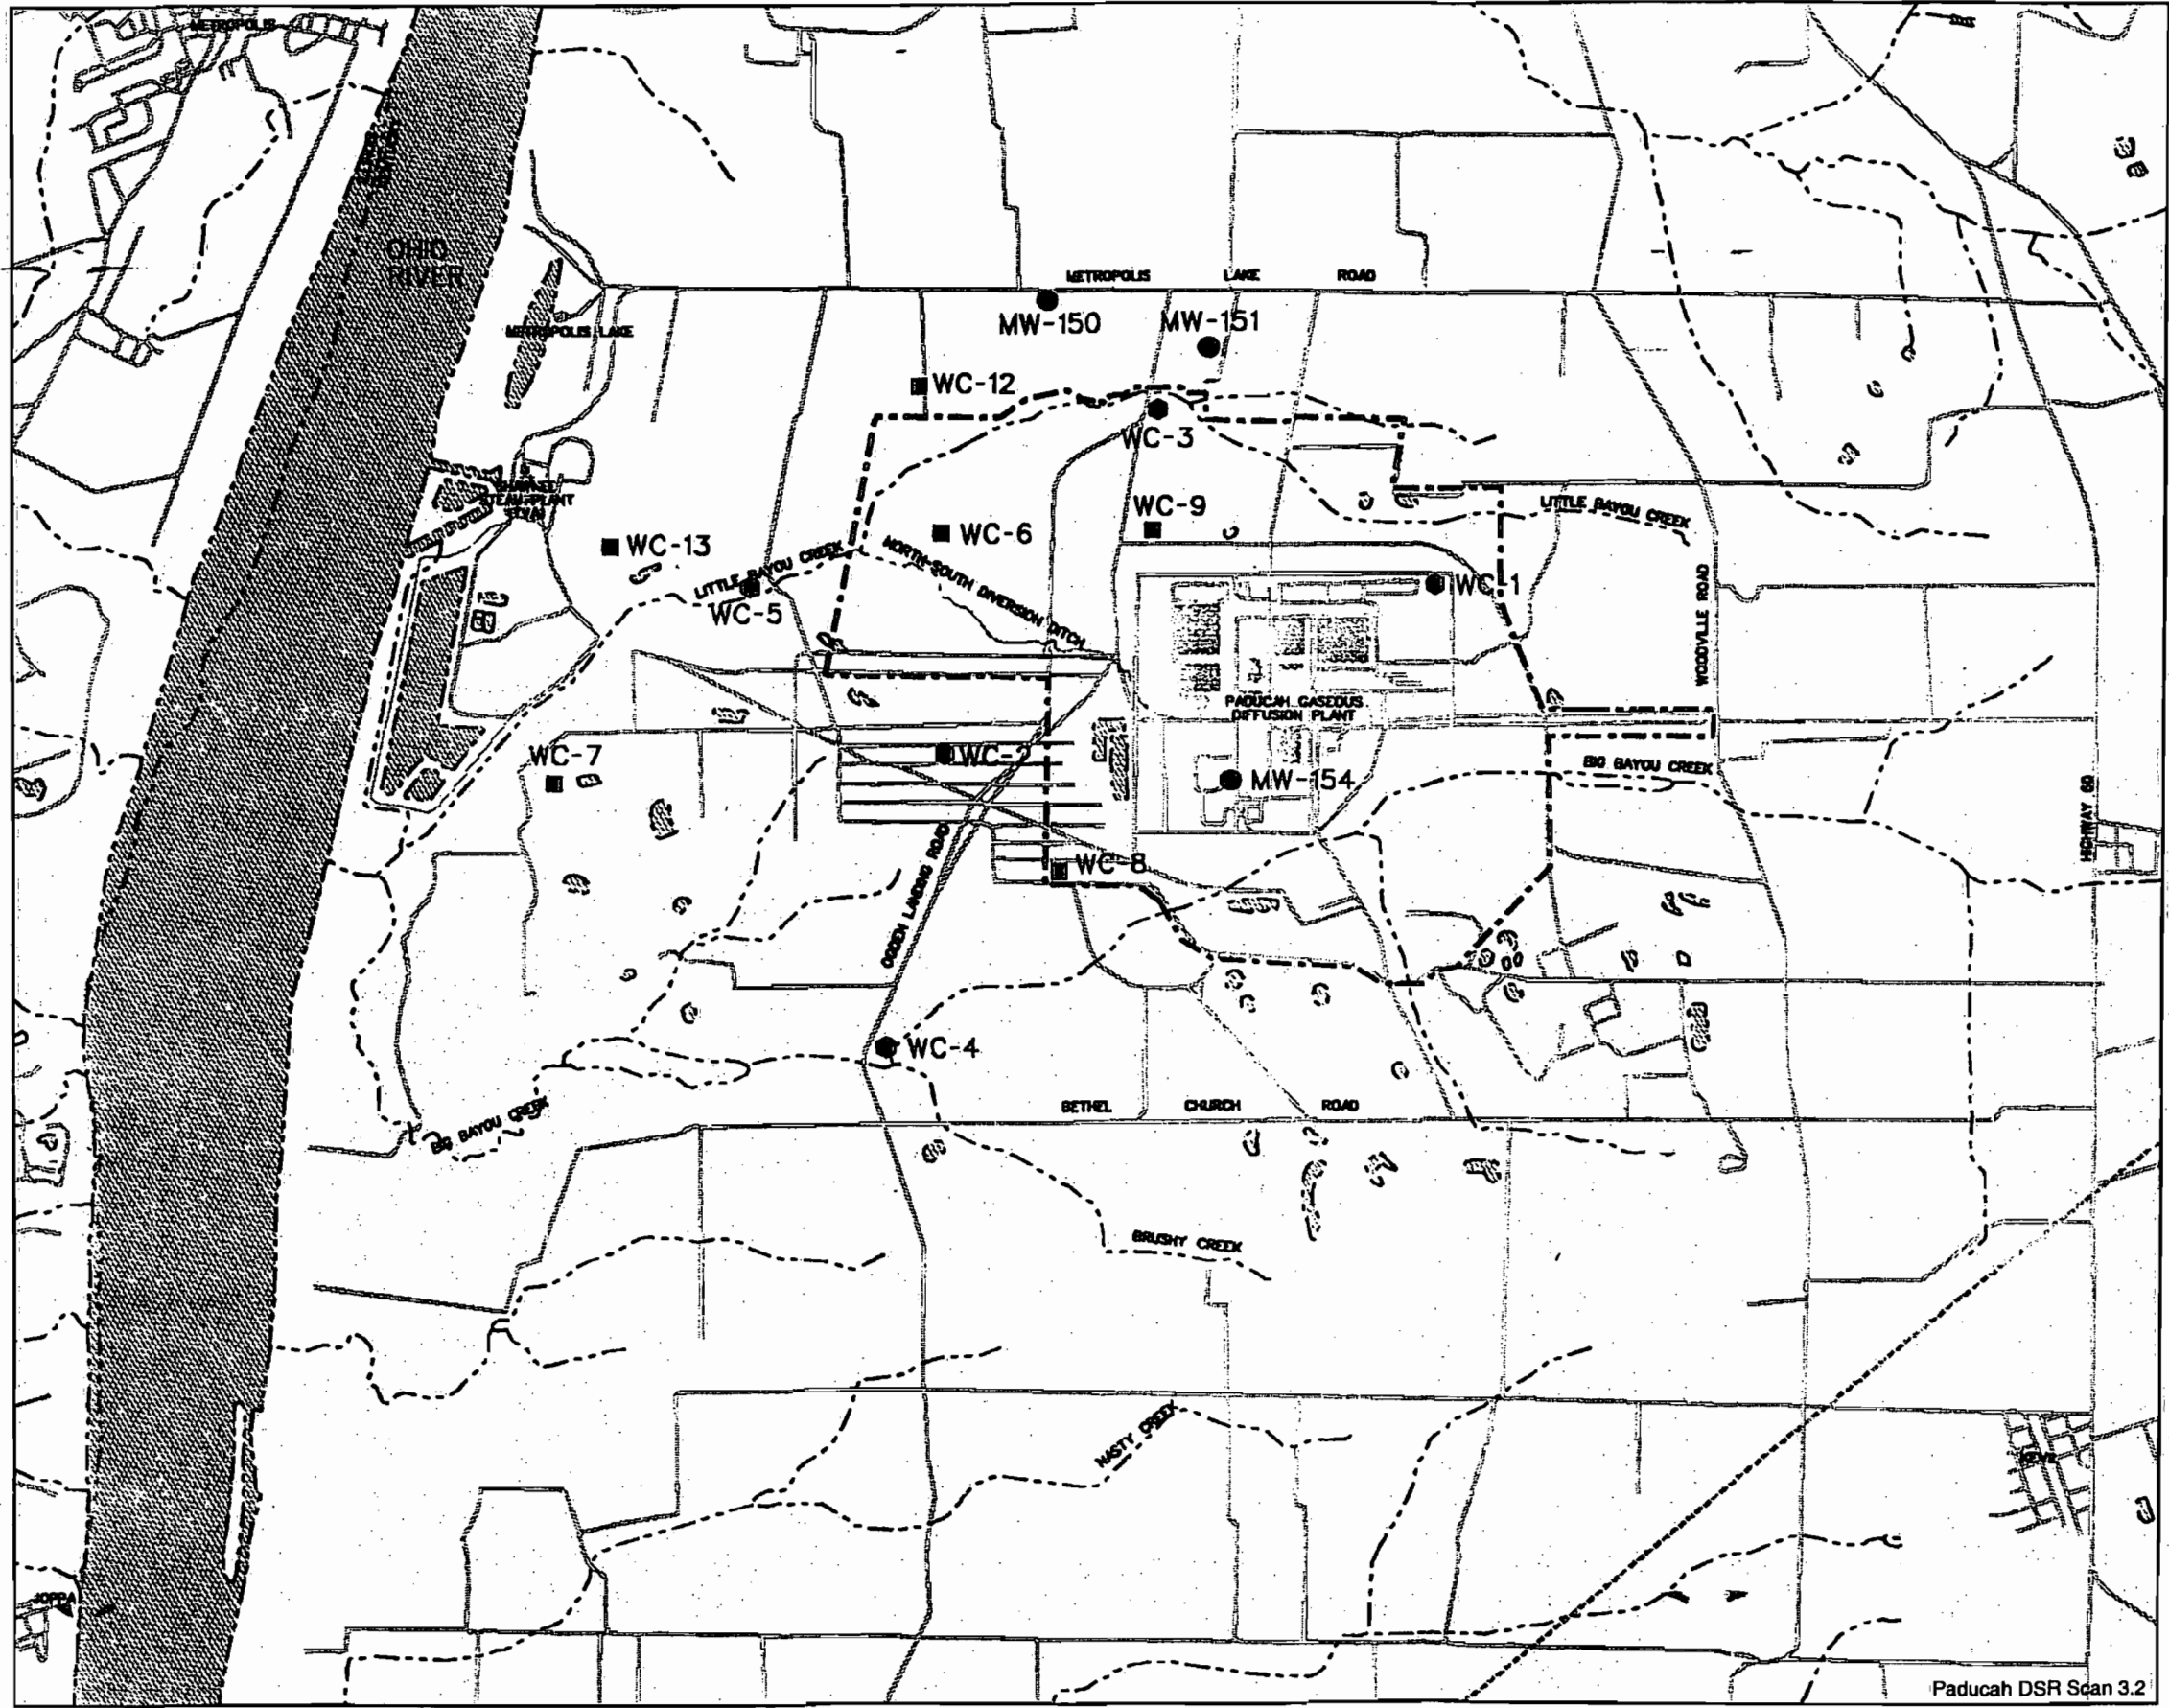 METROPOLIS
OHIO
RIVER
METROPOLIS LAKE ROAD
MW-150
MW-151
METROPOLIS LAKE
WC-12
WC-3
SHAWNEE
STEAM PLANT
WC-9
LITTLE BAYOU CREEK
WC-6
WC-13
LITTLE BAYOU CREEK
NORTH-SOUTH DIVERSION DITCH
WC-5
WC-1
WOODVILLE ROAD
PADUCAH GASEOUS
DIFFUSION PLANT
WC-7
WC-2
MW-154
BIG BAYOU CREEK
HIGHWAY 60
OGDEN LANDING ROAD
WC-8
WC-4
BIG BAYOU CREEK
BETHEL CHURCH ROAD
BRUSHY CREEK
NASTY CREEK
KEVIL
JOPPA
Paducah DSR Scan 3.2